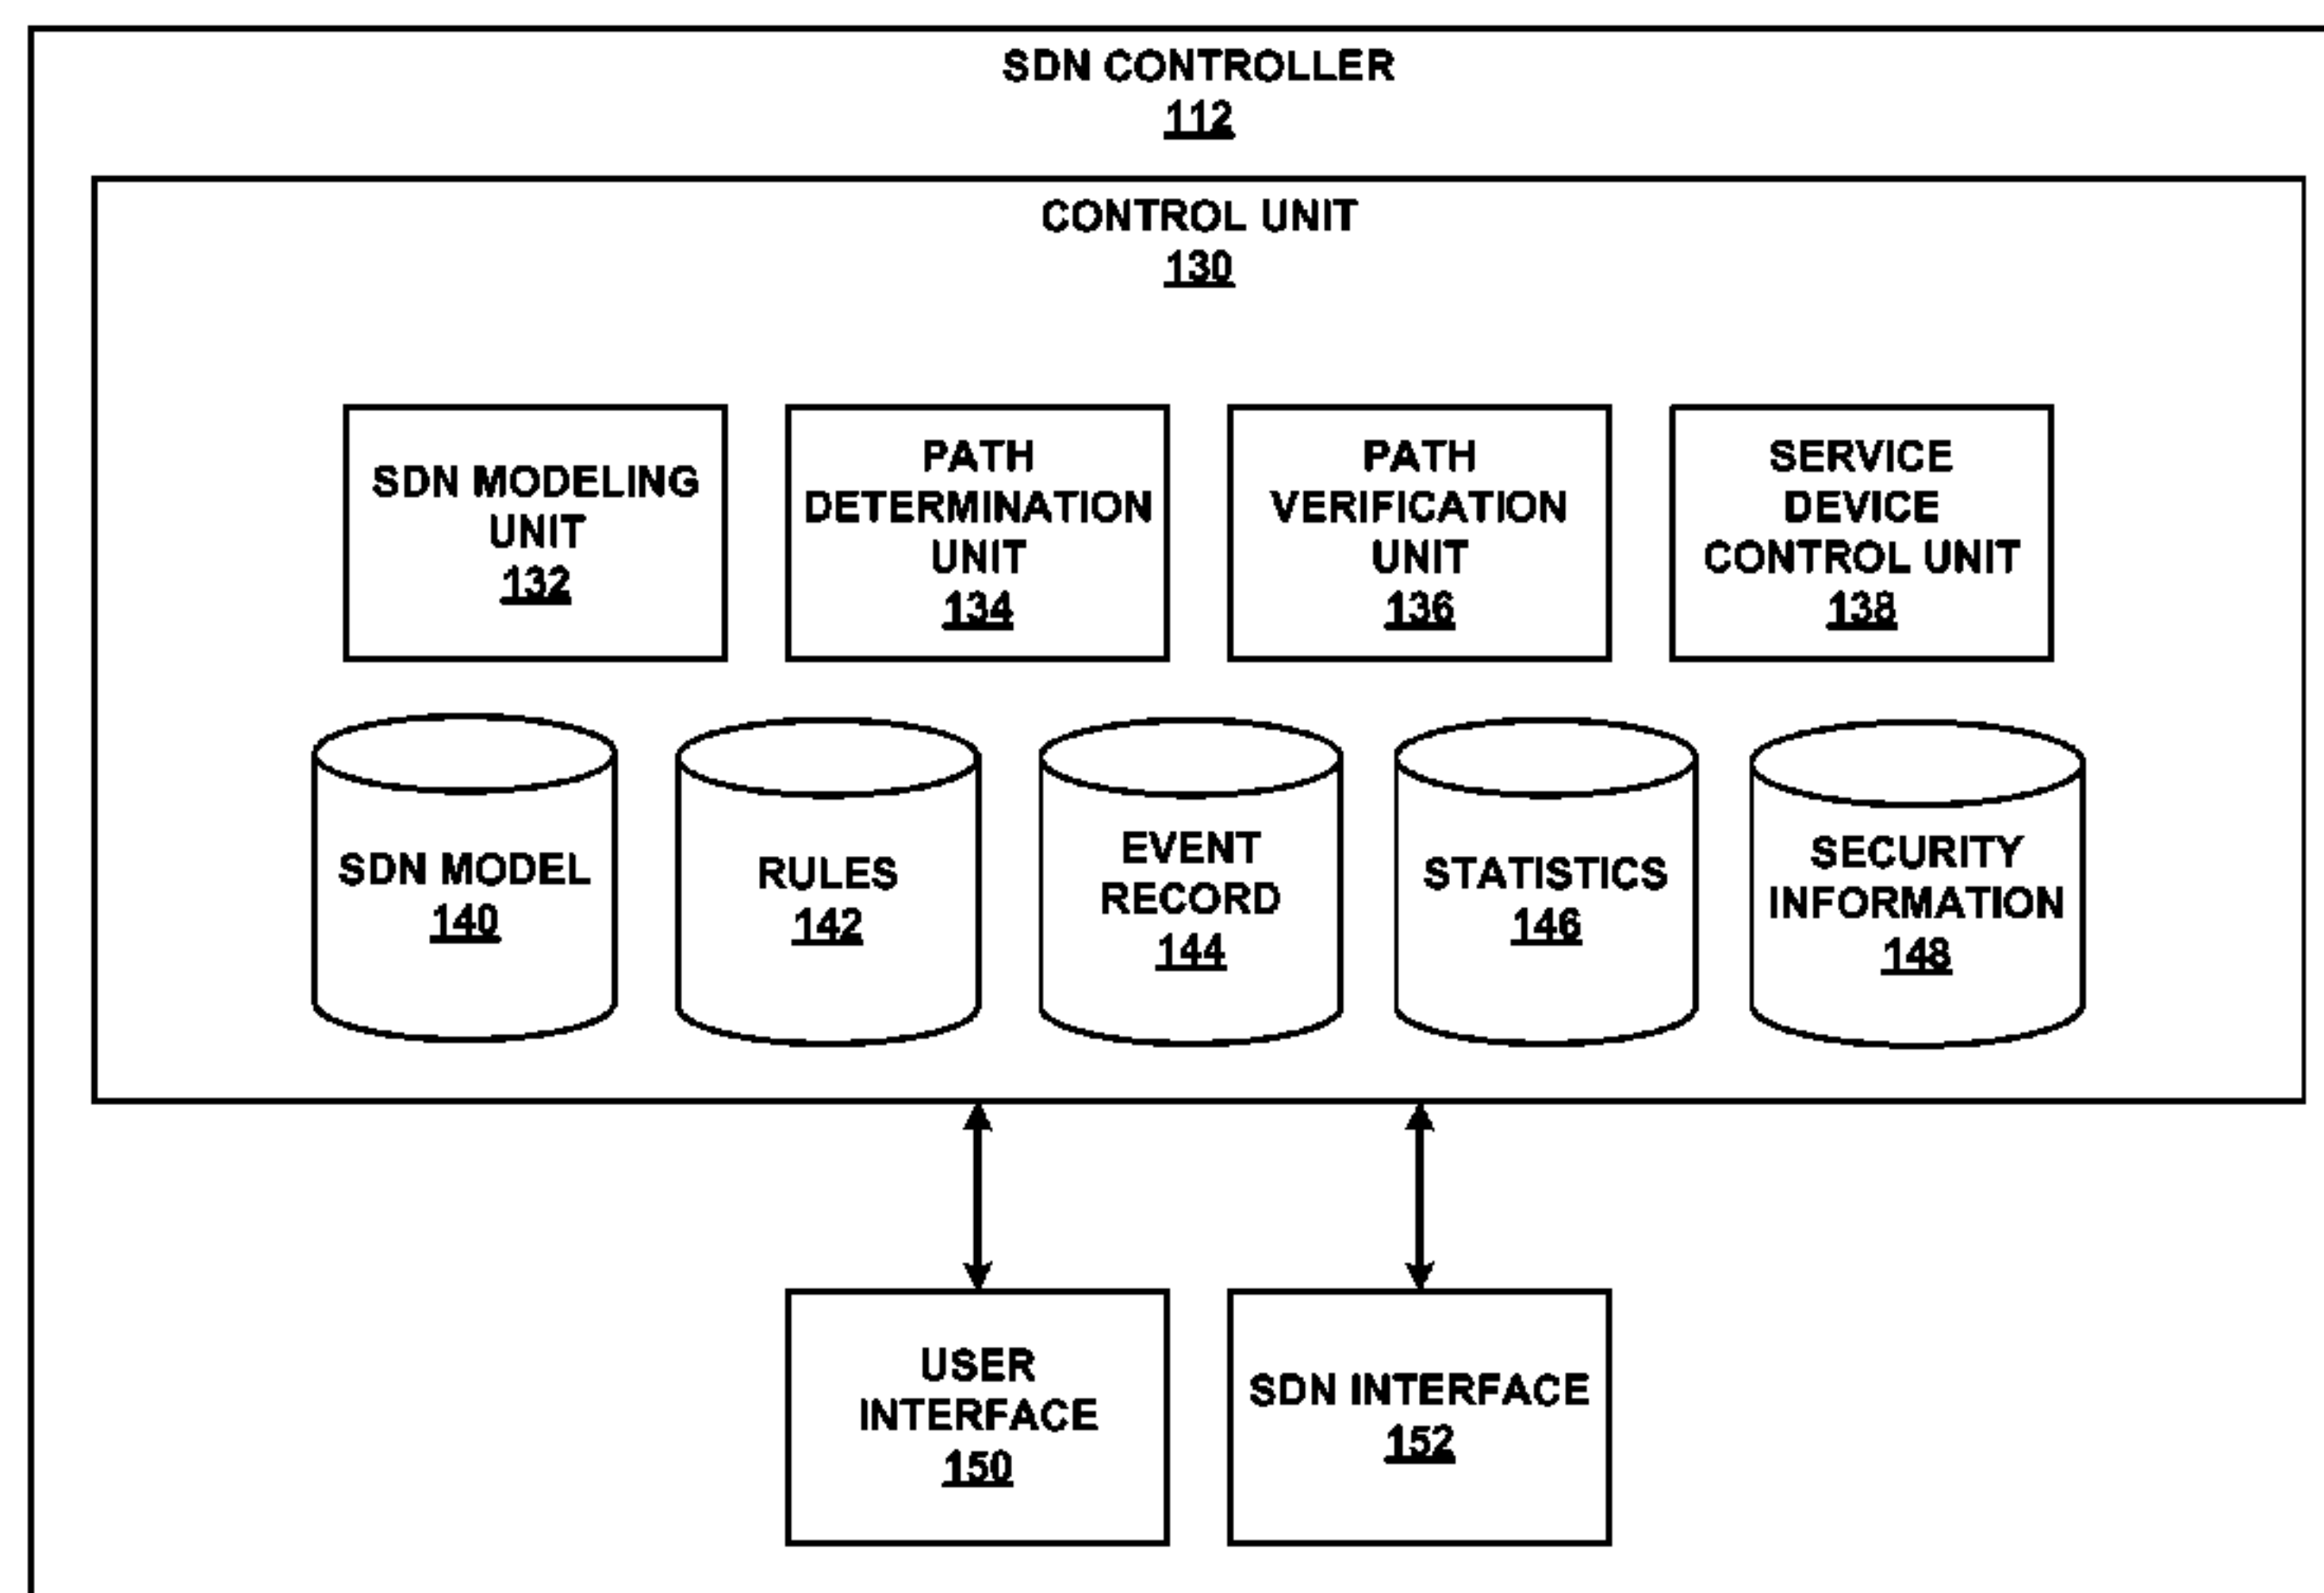 SDN CONTROLLER
112
CONTROL UNIT
130
SDN MODELING
UNIT
132
PATH
DETERMINATION
UNIT
134
PATH
VERIFICATION
UNIT
136
SERVICE
DEVICE
CONTROL UNIT
138
SDN MODEL
140
RULES
142
EVENT
RECORD
144
STATISTICS
146
SECURITY
INFORMATION
148
USER
INTERFACE
150
SDN INTERFACE
152